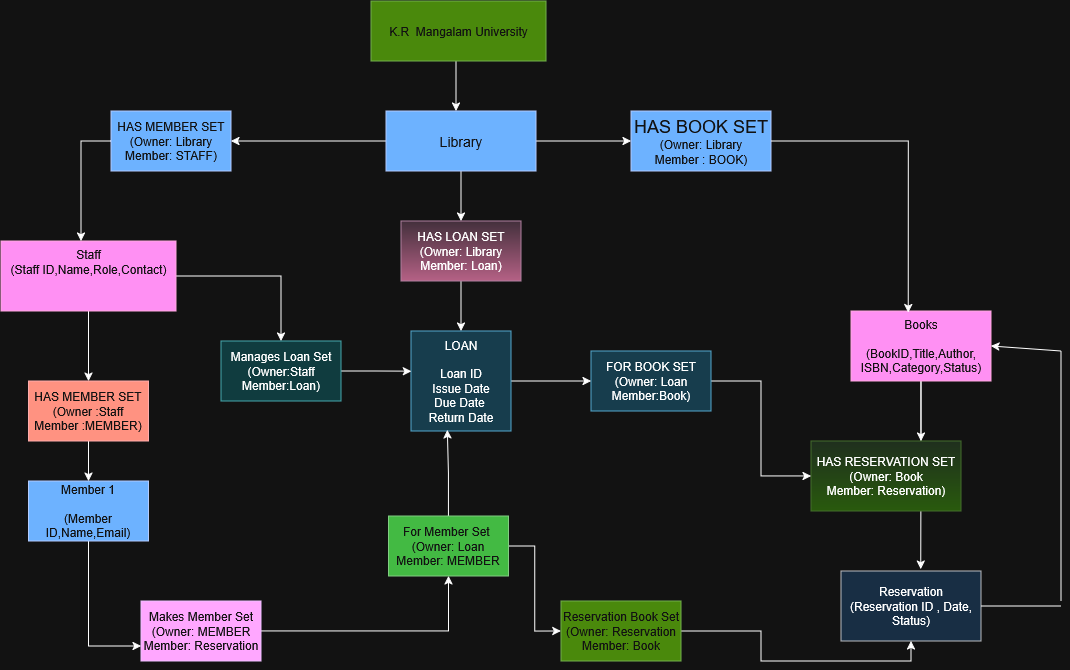 K.R  Mangalam University
HAS MEMBER SET
(Owner: Library
Member: STAFF)
Library
HAS BOOK SET
(Owner: Library
Member : BOOK)
HAS LOAN SET
(Owner: Library
Member: Loan)
Staff
(Staff ID,Name,Role,Contact)
Books
(BookID,Title,Author,
ISBN,Category,Status)
Manages Loan Set
(Owner:Staff
Member:Loan)
LOAN
Loan ID
Issue Date
Due Date
Return Date
FOR BOOK SET
(Owner: Loan
Member:Book)
HAS MEMBER SET
(Owner :Staff
Member :MEMBER)
HAS RESERVATION SET
(Owner: Book
Member: Reservation)
Member 1
(Member
ID,Name,Email)
For Member Set
(Owner: Loan
Member: MEMBER
Makes Member Set
(Owner: MEMBER
Member: Reservation
Reservation Book Set
(Owner: Reservation
Member: Book
Reservation
(Reservation ID , Date,
Status)